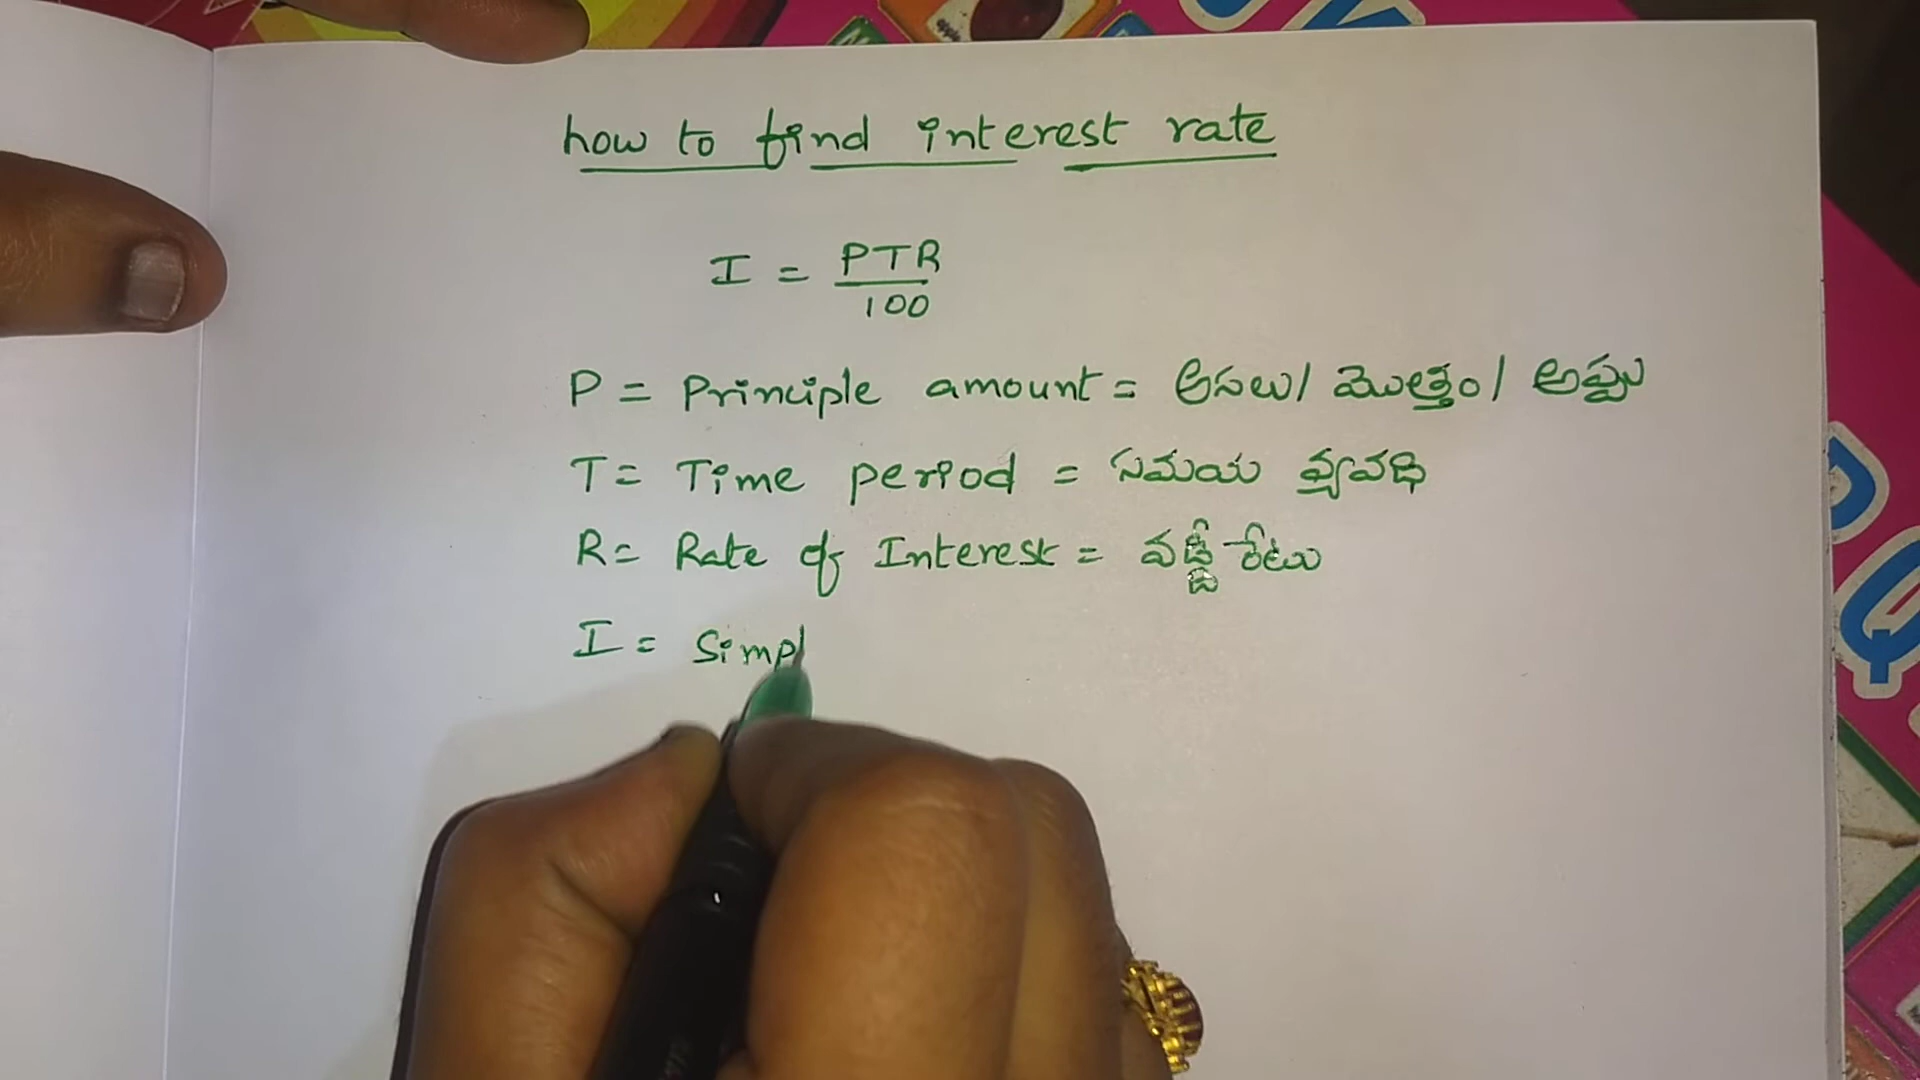 how to find interest rate
I = PTR / 100
P = Principle amount = అసలు/ మొత్తం/ అప్పు
T= Time period = సమయ వ్యవధి
R= Rate of Interest = వడ్డీ రేటు
I = Simpl